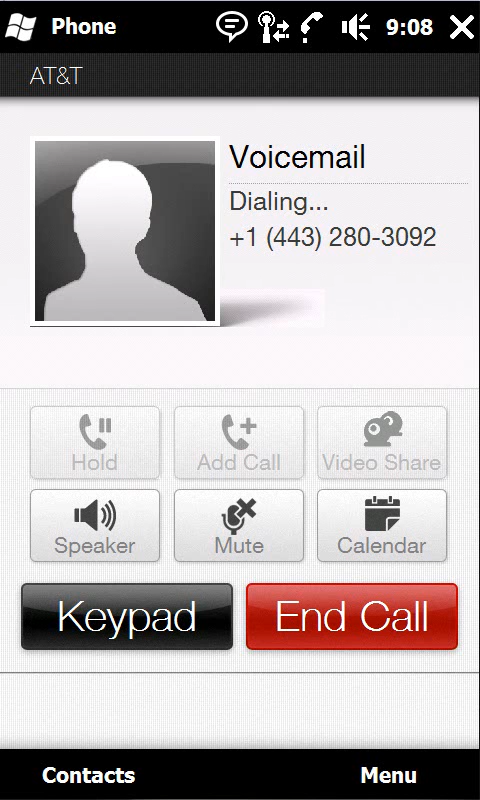 Phone 9:08
AT&T
Voicemail
Dialing...
+1 (443) 280-3092
Hold Add Call Video Share
Speaker Mute Calendar
Keypad End Call
Contacts Menu